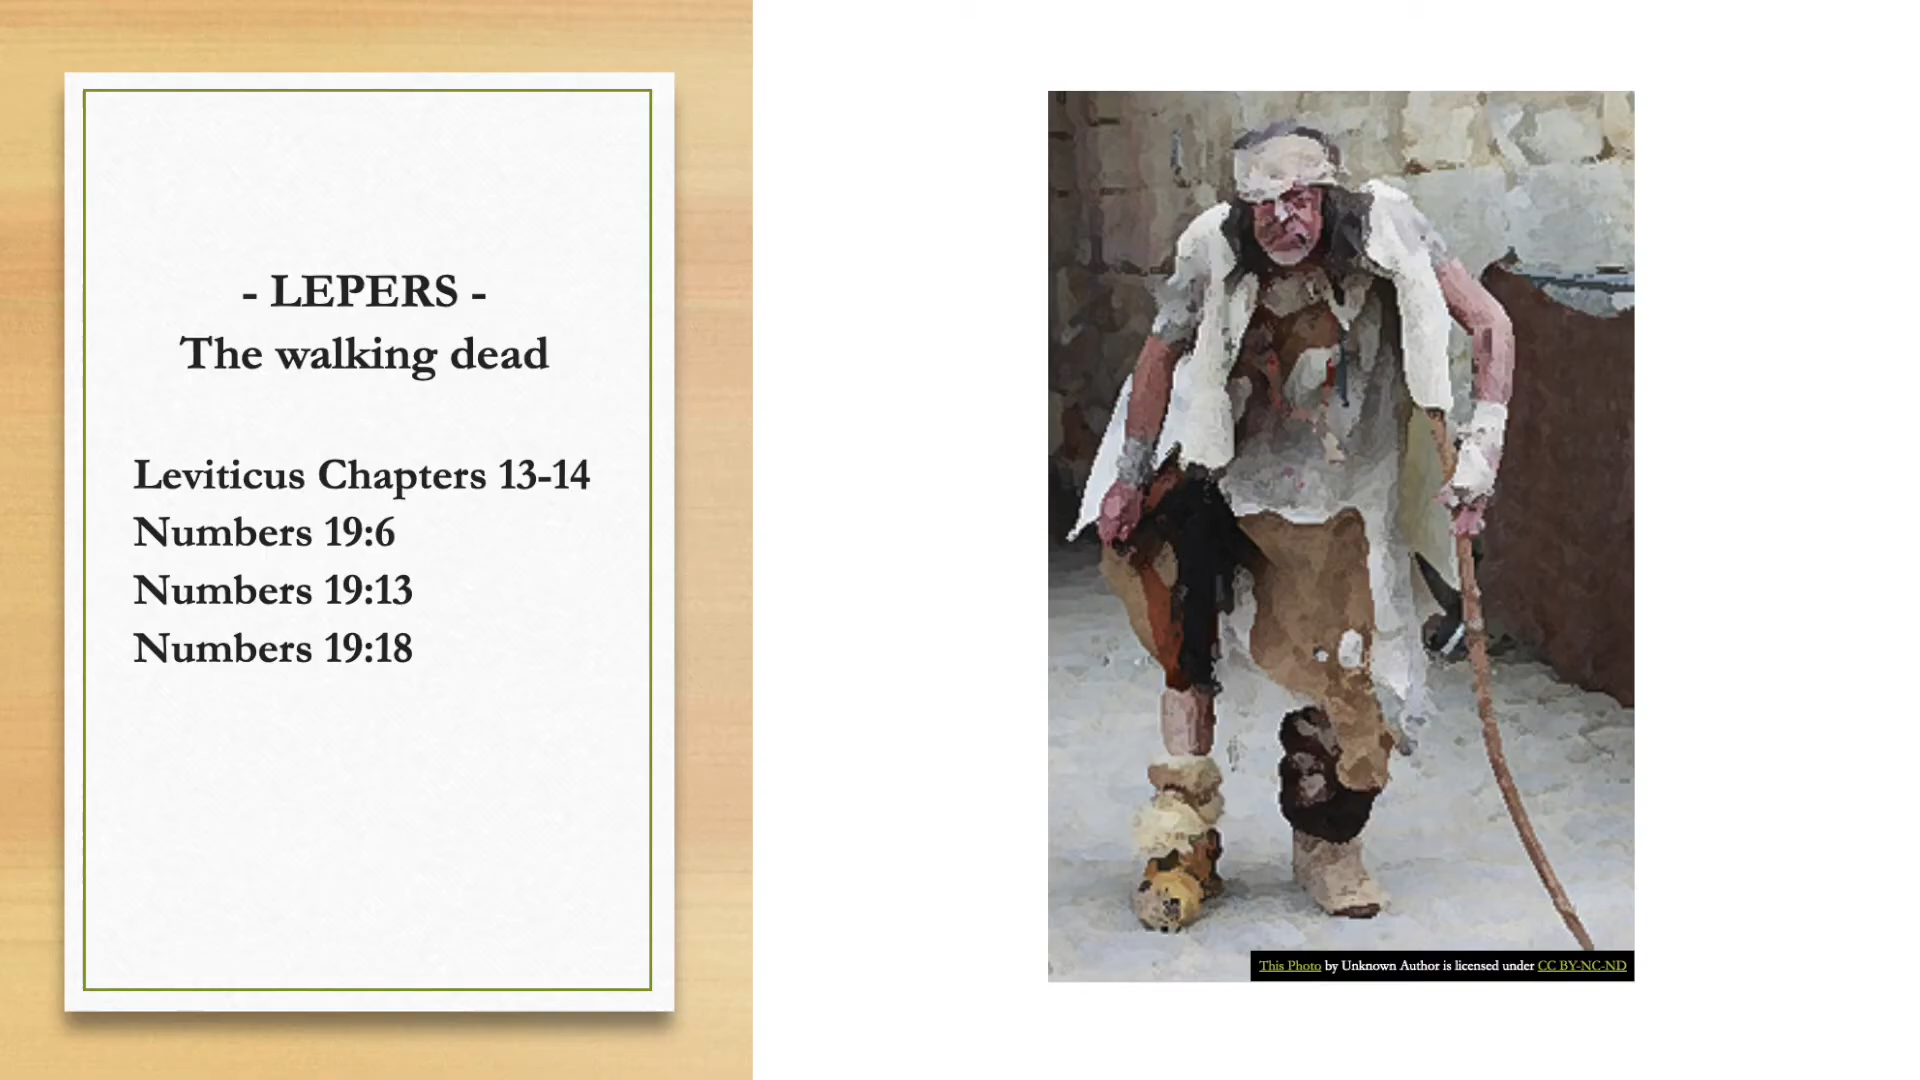 - LEPERS -
The walking dead
Leviticus Chapters 13-14
Numbers 19:6
Numbers 19:13
Numbers 19:18
This Photo by Unknown Author is licensed under CC BY-NC-ND